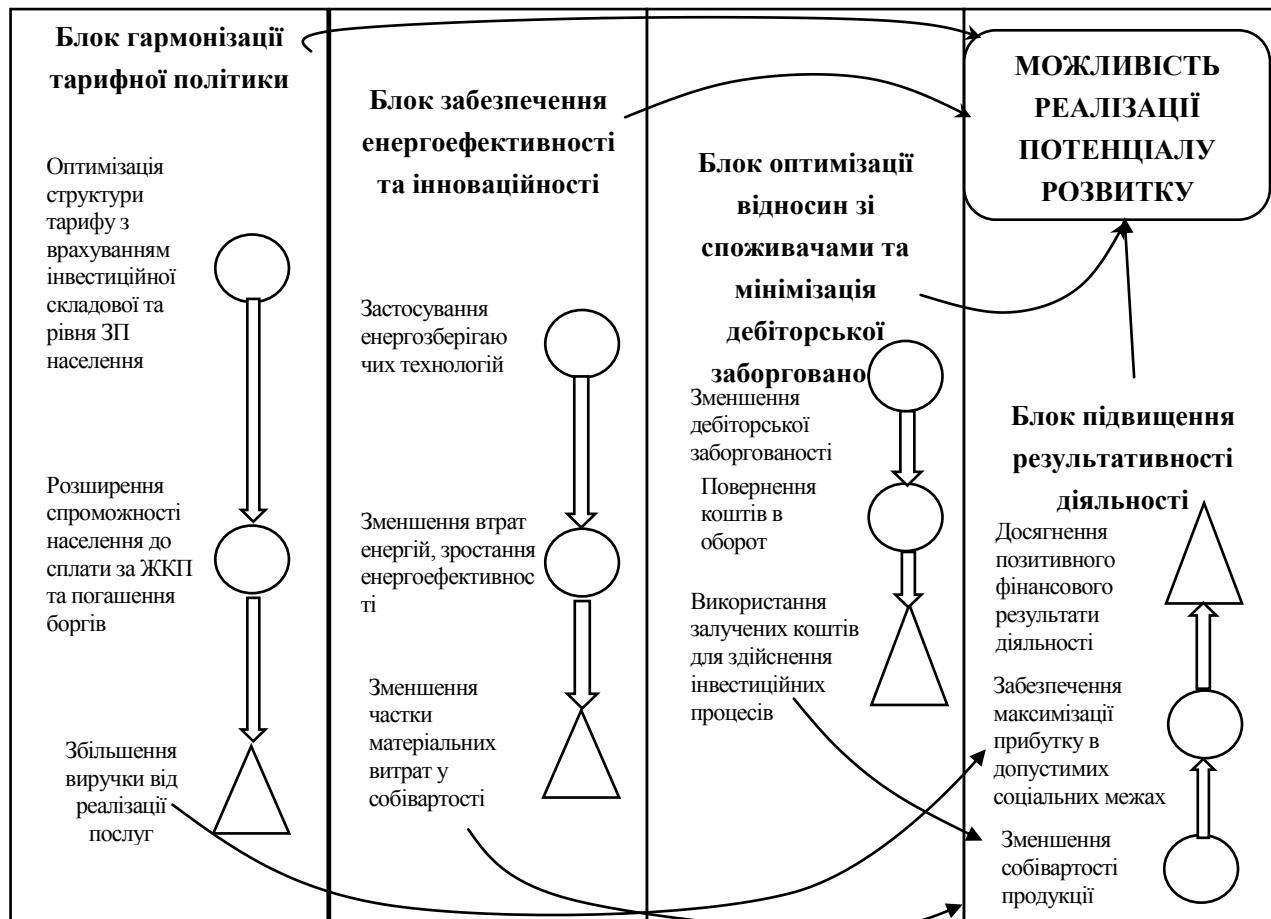 Блок гармонізації
тарифної політики
Оптимізація
структури
тарифу з
врахуванням
інвестиційної
складової та
рівня ЗП
населення
Розширення
спроможності
населення до
сплати за ЖКП
та погашення
боргів
Збільшення
виручки від
реалізації
послуг
Блок забезпечення
енергоефективності
та інноваційності
Застосування
енергозберігаю
чих технологій
Зменшення втрат
енергій, зростання
енергоефективнос
ті
Зменшення
частки
матеріальних
витрат у
собівартості
Блок оптимізації
відносин зі
споживачами та
мінімізація
дебіторської
заборговано
Зменшення
дебіторської
заборгованості
Повернення
коштів в
оборот
Використання
залучених коштів
для здійснення
інвестиційних
процесів
МОЖЛИВІСТЬ
РЕАЛІЗАЦІЇ
ПОТЕНЦІАЛУ
РОЗВИТКУ
Блок підвищення
результативності
діяльності
Досягнення
позитивного
фінансового
результати
діяльності
Забезпечення
максимізації
прибутку в
допустимих
соціальних межах
Зменшення
собівартості
продукції